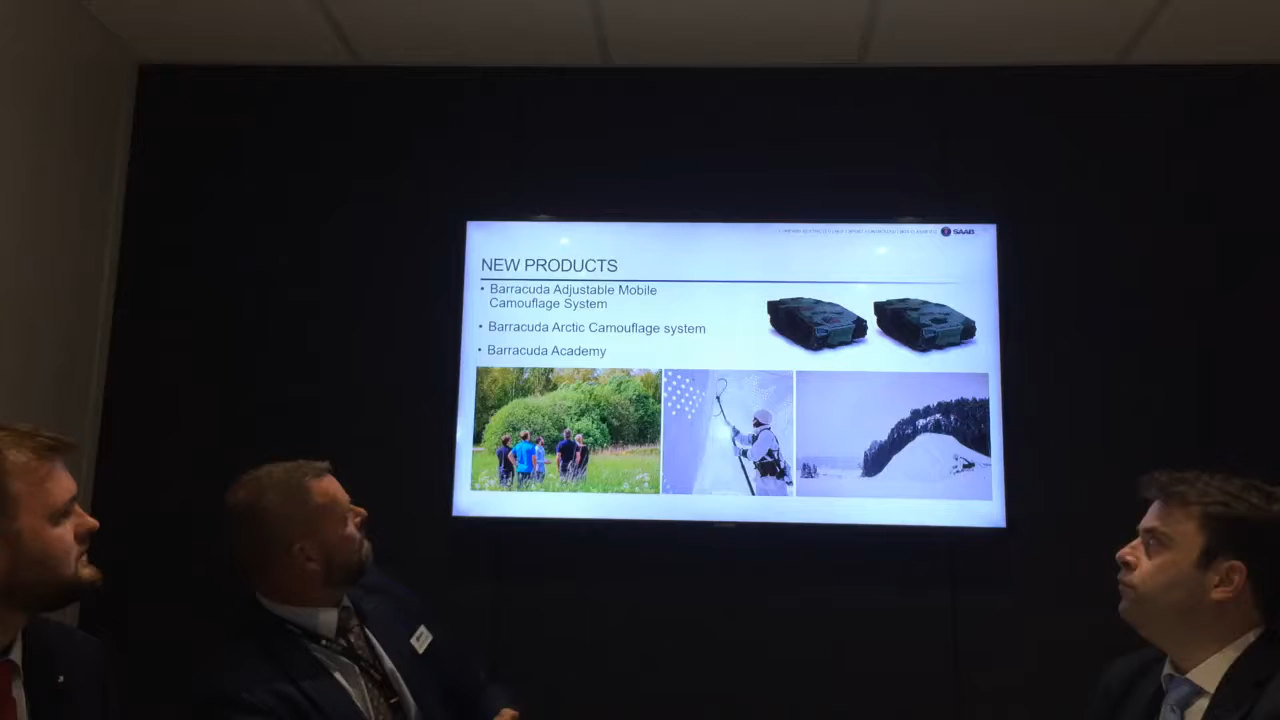 SAAB
NEW PRODUCTS
• Barracuda Adjustable Mobile
Camouflage System
• Barracuda Arctic Camouflage system
• Barracuda Academy